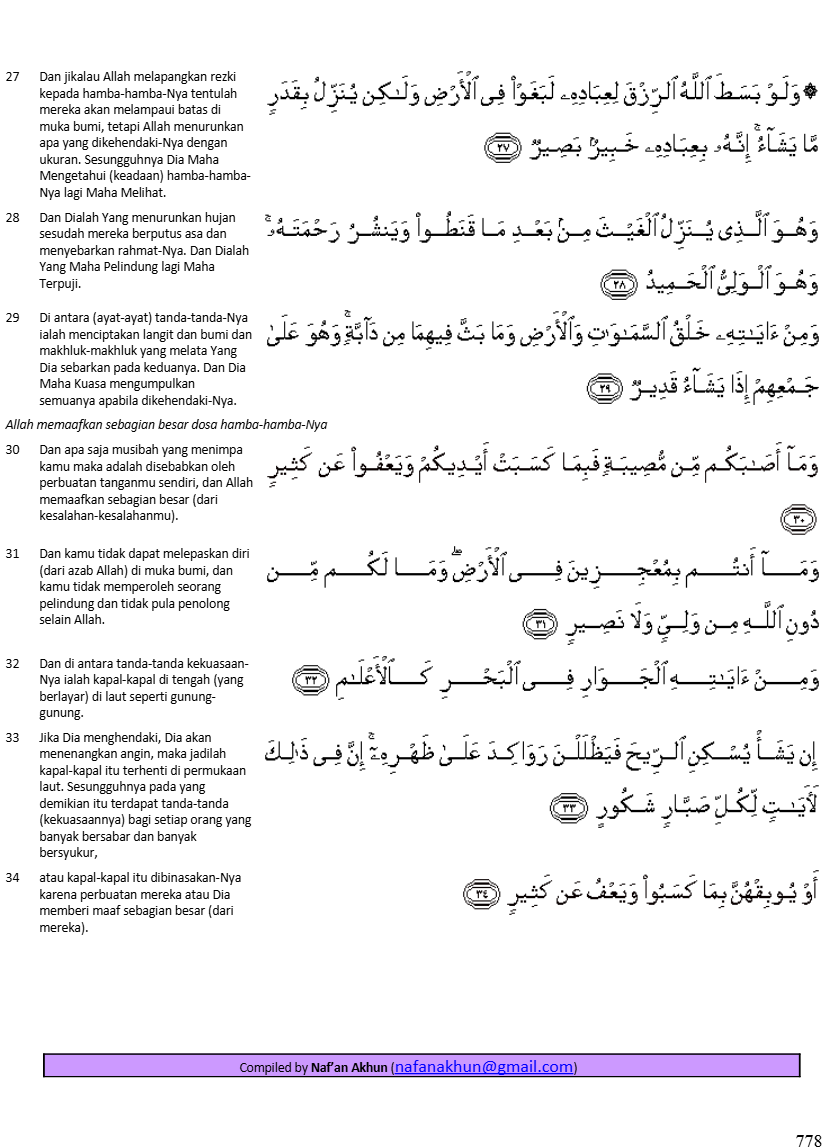 27 Dan jikalau Allah melapangkan rezki
kepada hamba-hamba-Nya tentulah
mereka akan melampaui batas di
muka bumi, tetapi Allah menurunkan
apa yang dikehendaki-Nya dengan
ukuran. Sesungguhnya Dia Maha
Mengetahui (keadaan) hamba-hamba-
Nya lagi Maha Melihat.
۞ وَلَوْ بَسَطَ ٱللَّهُ ٱلرِّزْقَ لِعِبَادِهِۦ لَبَغَوْا۟ فِى ٱلْأَرْضِ وَلَـٰكِن يُنَزِّلُ بِقَدَرٍ
مَّا يَشَآءُ ۚ إِنَّهُۥ بِعِبَادِهِۦ خَبِيرٌۢ بَصِيرٌ ٢٧
28 Dan Dialah Yang menurunkan hujan
sesudah mereka berputus asa dan
menyebarkan rahmat-Nya. Dan Dialah
Yang Maha Pelindung lagi Maha
Terpuji.
وَهُوَ ٱلَّذِى يُنَزِّلُ ٱلْغَيْثَ مِنۢ بَعْدِ مَا قَنَطُوا۟ وَيَنشُرُ رَحْمَتَهُۥ ۚ
وَهُوَ ٱلْوَلِىُّ ٱلْحَمِيدُ ٢٨
29 Di antara (ayat-ayat) tanda-tanda-Nya
ialah menciptakan langit dan bumi dan
makhluk-makhluk yang melata Yang
Dia sebarkan pada keduanya. Dan Dia
Maha Kuasa mengumpulkan
semuanya apabila dikehendaki-Nya.
وَمِنْ ءَايَـٰتِهِۦ خَلْقُ ٱلسَّمَـٰوَٰتِ وَٱلْأَرْضِ وَمَا بَثَّ فِيهِمَا مِن دَآبَّةٍ ۚ وَهُوَ عَلَىٰ
جَمْعِهِمْ إِذَا يَشَآءُ قَدِيرٌ ٢٩
Allah memaafkan sebagian besar dosa hamba-hamba-Nya
30 Dan apa saja musibah yang menimpa
kamu maka adalah disebabkan oleh
perbuatan tanganmu sendiri, dan Allah
memaafkan sebagian besar (dari
kesalahan-kesalahanmu).
وَمَآ أَصَـٰبَكُم مِّن مُّصِيبَةٍ فَبِمَا كَسَبَتْ أَيْدِيكُمْ وَيَعْفُوا۟ عَن كَثِيرٍ
٣٠
31 Dan kamu tidak dapat melepaskan diri
(dari azab Allah) di muka bumi, dan
kamu tidak memperoleh seorang
pelindung dan tidak pula penolong
selain Allah.
وَمَآ أَنتُم بِمُعْجِزِينَ فِى ٱلْأَرْضِ ۖ وَمَا لَكُم مِّن
دُونِ ٱللَّهِ مِن وَلِىٍّ وَلَا نَصِيرٍ ٣١
32 Dan di antara tanda-tanda kekuasaan-
Nya ialah kapal-kapal di tengah (yang
berlayar) di laut seperti gunung-
gunung.
وَمِنْ ءَايَـٰتِهِ ٱلْجَوَارِ فِى ٱلْبَحْرِ كَٱلْأَعْلَـٰمِ ٣٢
33 Jika Dia menghendaki, Dia akan
menenangkan angin, maka jadilah
kapal-kapal itu terhenti di permukaan
laut. Sesungguhnya pada yang
demikian itu terdapat tanda-tanda
(kekuasaannya) bagi setiap orang yang
banyak bersabar dan banyak
bersyukur,
إِن يَشَأْ يُسْكِنِ ٱلرِّيحَ فَيَظْلَلْنَ رَوَاكِدَ عَلَىٰ ظَهْرِهِۦٓ ۚ إِنَّ فِى ذَٰلِكَ
لَـَٔايَـٰتٍ لِّكُلِّ صَبَّارٍ شَكُورٍ ٣٣
34 atau kapal-kapal itu dibinasakan-Nya
karena perbuatan mereka atau Dia
memberi maaf sebagian besar (dari
mereka).
أَوْ يُوبِقْهُنَّ بِمَا كَسَبُوا۟ وَيَعْفُ عَن كَثِيرٍ ٣٤
Compiled by Naf’an Akhun (nafanakhun@gmail.com)
778